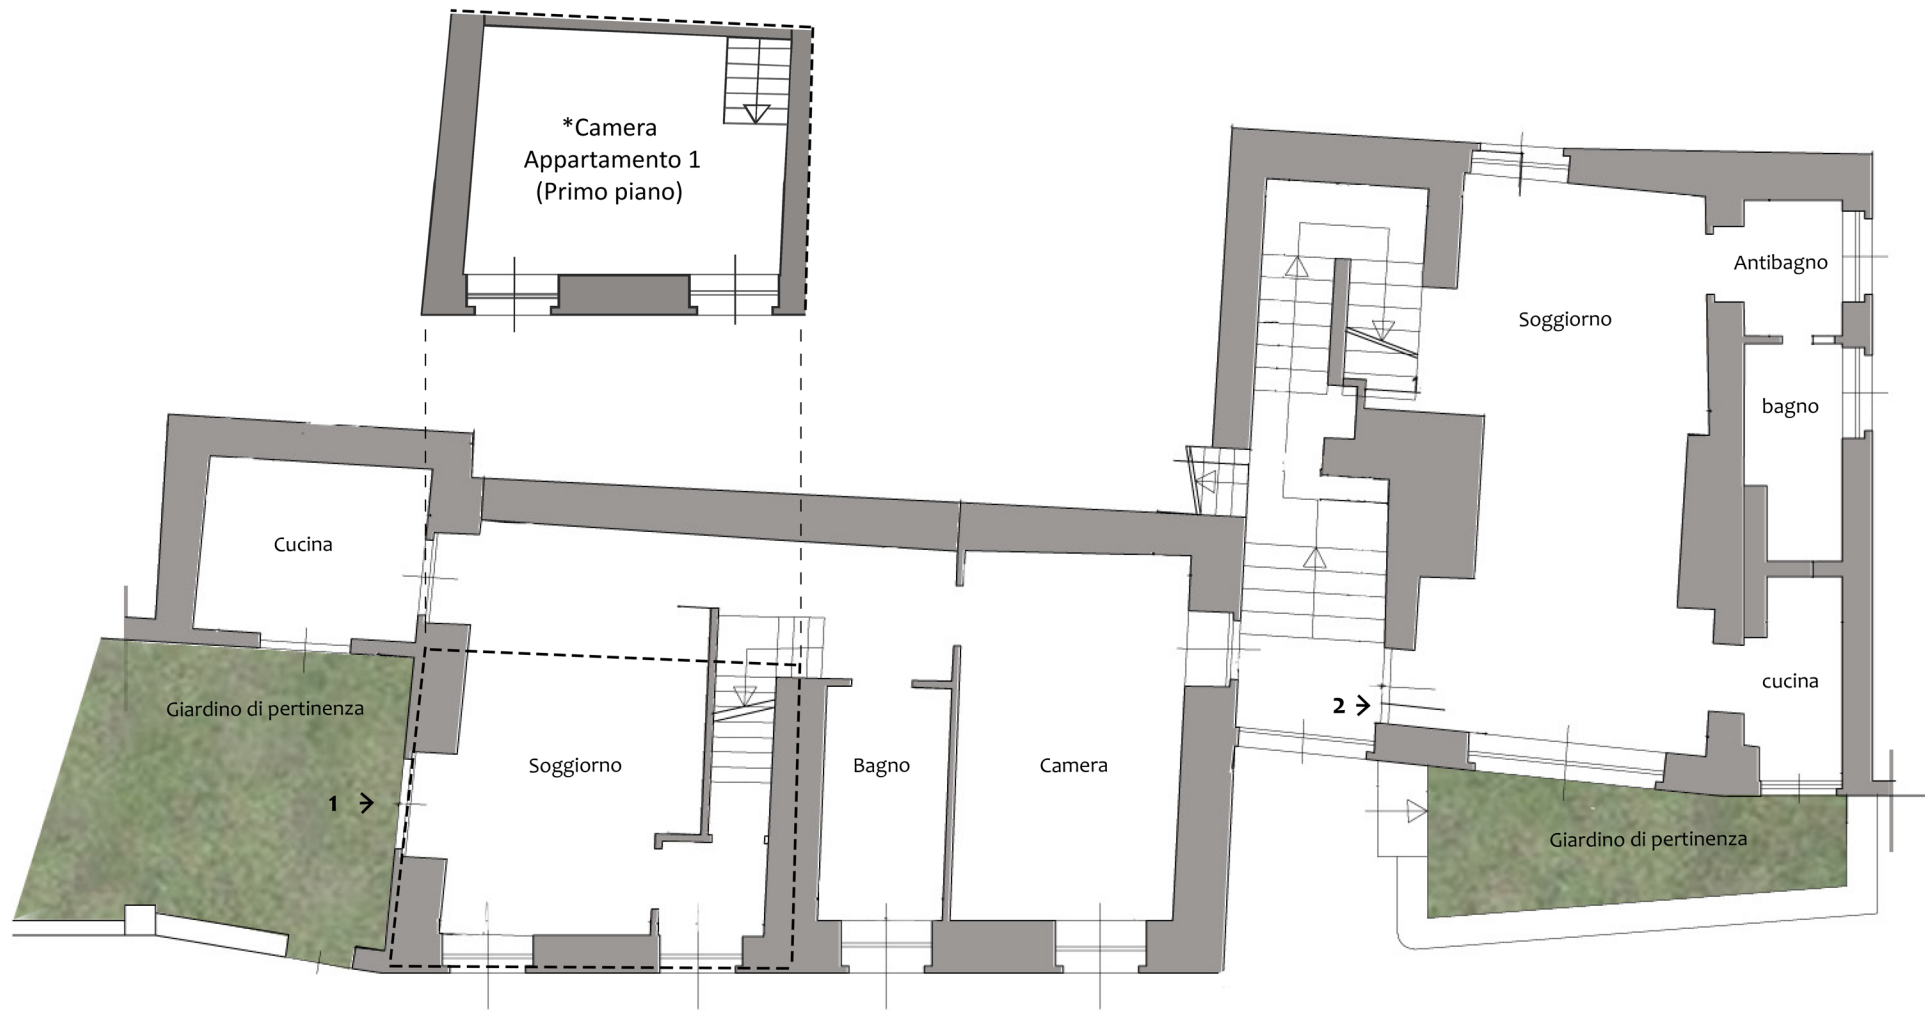 *Camera
Appartamento 1
(Primo piano)
Antibagno
Soggiorno
bagno
Cucina
cucina
Giardino di pertinenza
2
Soggiorno
Bagno
Camera
1
Giardino di pertinenza